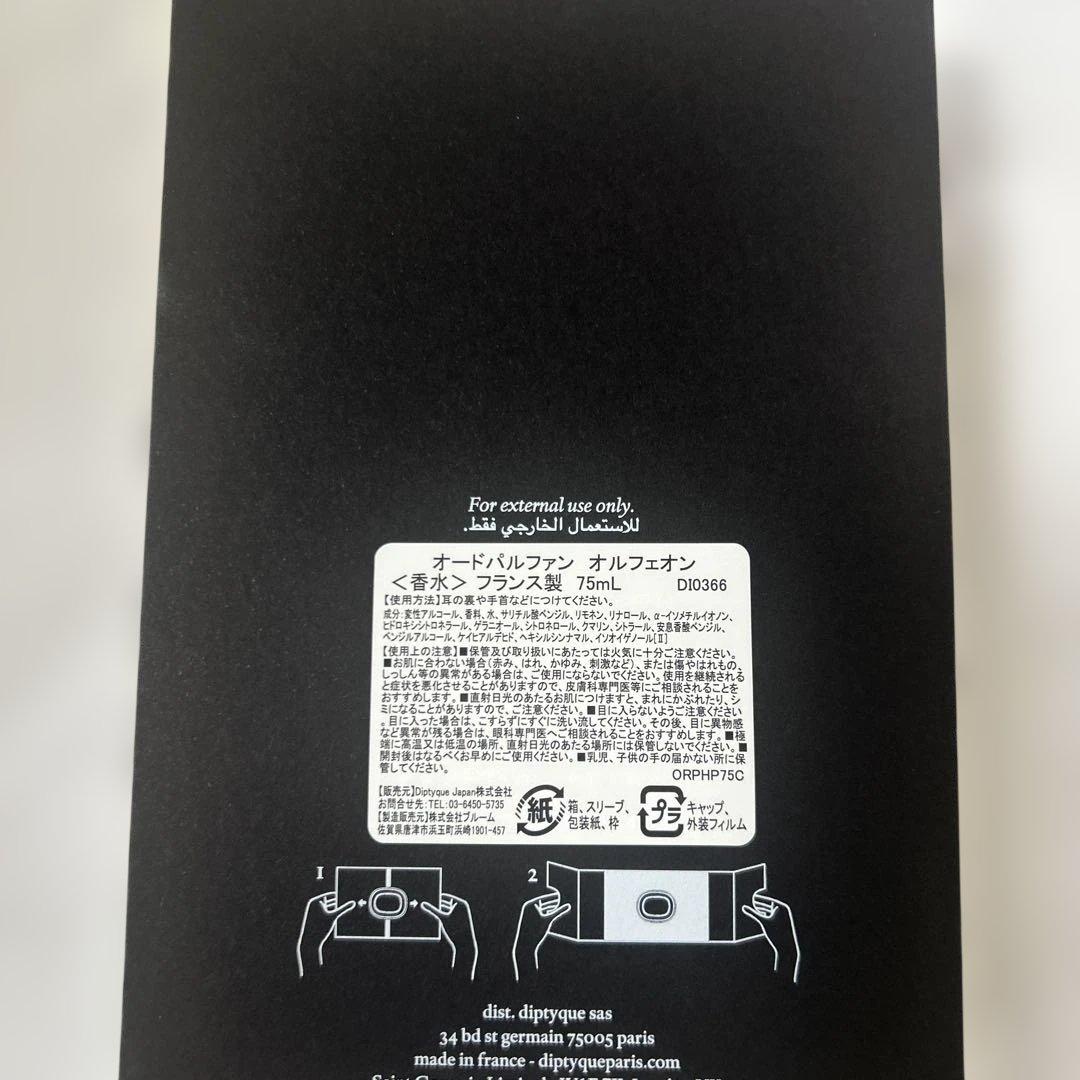 For external use only.
للاستعمال الخارجي فقط.
オードパルファン オルフェオン
＜香水＞ フランス製 75mL DI0366
【使用方法】耳の裏や手首などにつけてください。
成分:変性アルコール、香料、水、サリチル酸ベンジル、リモネン、リナロール、α-イソメチルイオノン、
ヒドロキシシトロネラール、ゲラニオール、シトロネロール、クマリン、シトラール、安息香酸ベンジル、
ベンジルアルコール、ケイヒアルデヒド、ヘキシルシンナマル、イソオイゲノール[Ⅱ]
【使用上の注意】■保管及び取り扱いにあたっては火気に十分ご注意ください。
■お肌に合わない場合(赤み、はれ、かゆみ、刺激など)、または傷やはれもの、
しっしん等の異常がある場合は、ご使用にならないでください。使用を継続される
と症状を悪化させることがありますので、皮膚科専門医等にご相談されることを
おすすめします。■直射日光のあたるお肌につけますと、まれにかぶれたり、シ
ミになることがありますので、ご注意ください。■目に入らないようご注意ください
。目に入った場合は、こすらずにすぐに洗い流してください。その後、目に異物感
など異常が残る場合は、眼科専門医へご相談されることをおすすめします。■極
端に高温又は低温の場所、直射日光のあたる場所には保管しないでください。■
開封後はなるべくお早めにご使用ください。■乳児、子供の手の届かない所に保
管してください。
ORPHP75C
【販売元】Diptyque Japan株式会社
お問合せ先:TEL:03-6450-5735
【製造販売元】株式会社ブルーム
佐賀県唐津市浜玉町浜崎1901-457
紙 箱、スリーブ、
包装紙、枠
プラ キャップ、
外装フィルム
1 2
dist. diptyque sas
34 bd st germain 75005 paris
made in france - diptyqueparis.com